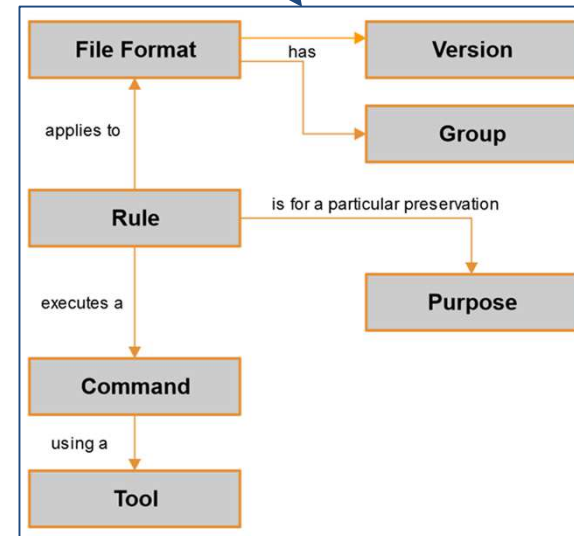 File Format
Version
has
Group
applies to
Rule
is for a particular preservation
Purpose
executes a
Command
using a
Tool